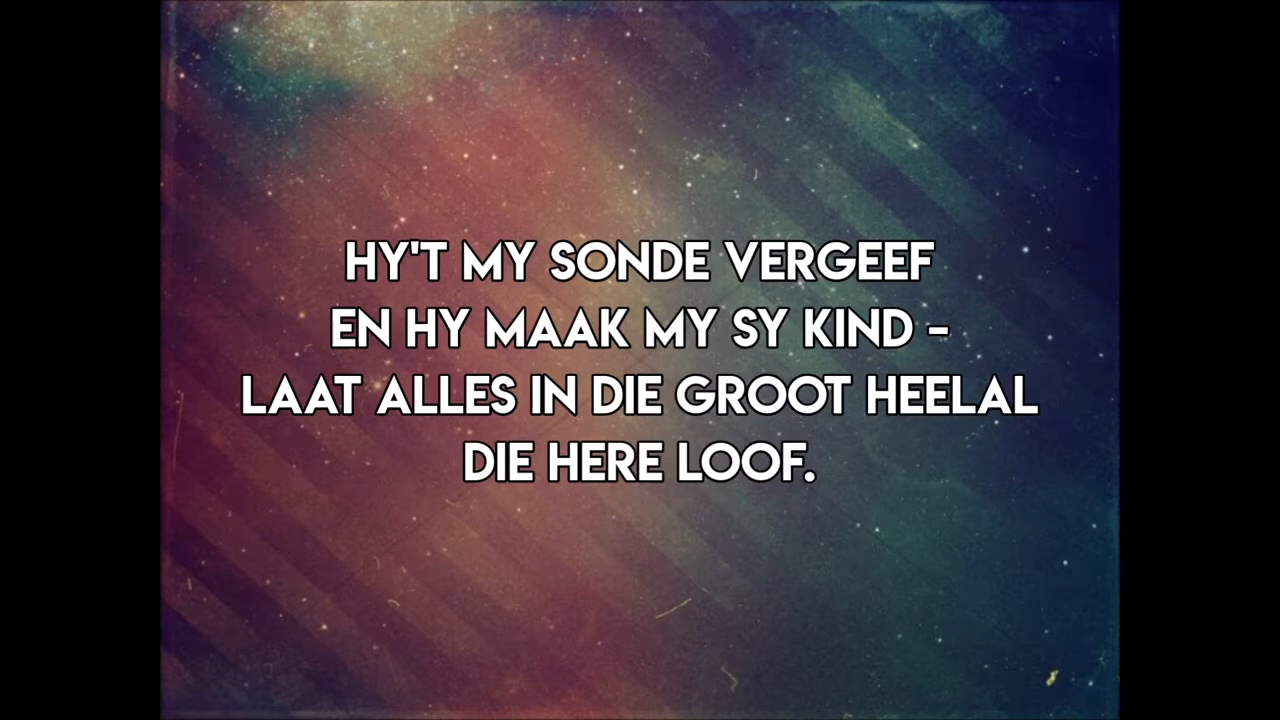 HY'T MY SONDE VERGEEF
EN HY MAAK MY SY KIND -
LAAT ALLES IN DIE GROOT HEELAL
DIE HERE LOOF.